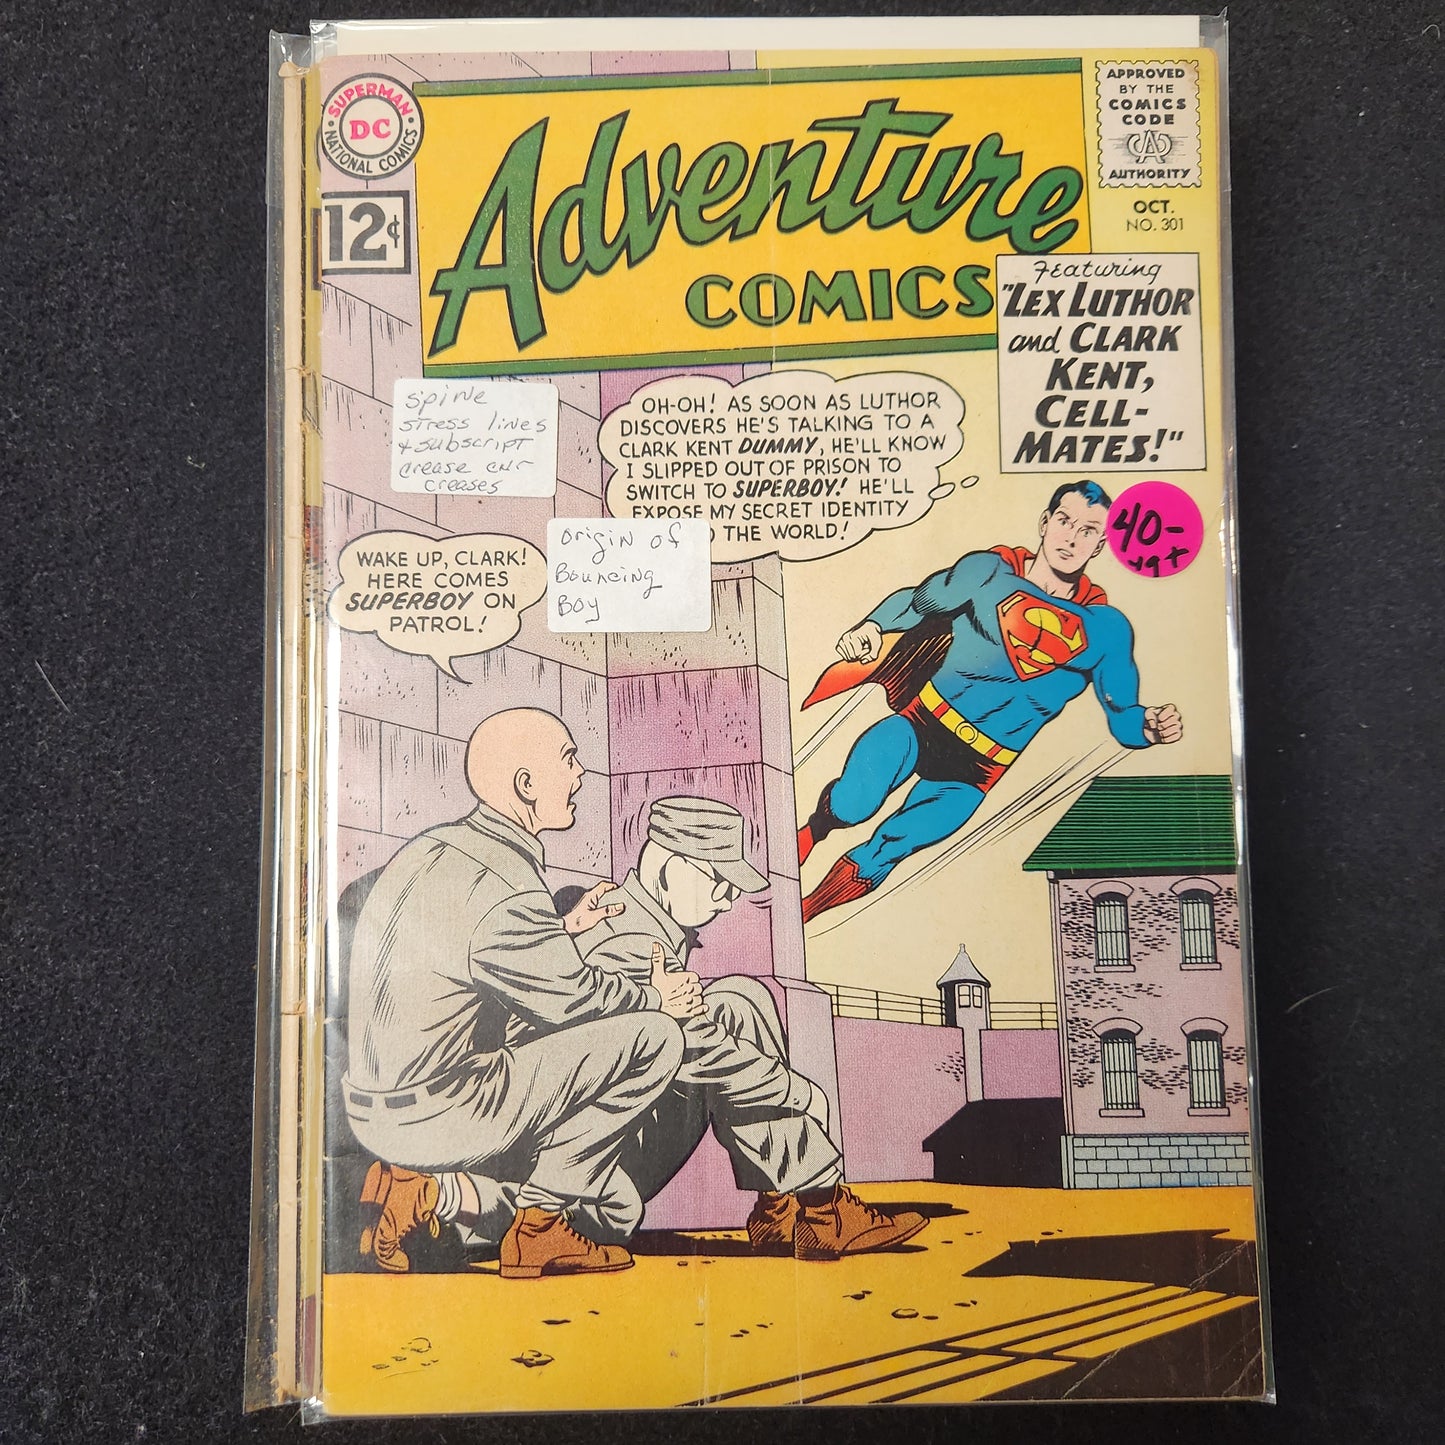 SUPERMAN
DC
NATIONAL COMICS
12¢
Adventure
COMICS
APPROVED
BY THE
COMICS
CODE
CA
AUTHORITY
OCT.
NO. 301
Featuring
"LEX LUTHOR
and CLARK
KENT,
CELL-
MATES!"
spine
stress lines
+ subscript
crease cnr
creases
OH-OH! AS SOON AS LUTHOR
DISCOVERS HE'S TALKING TO A
CLARK KENT DUMMY, HE'LL KNOW
I SLIPPED OUT OF PRISON TO
SWITCH TO SUPERBOY! HE'LL
EXPOSE MY SECRET IDENTITY
THE WORLD!
40-
vg+
Origin of
Bouncing
Boy
WAKE UP, CLARK!
HERE COMES
SUPERBOY ON
PATROL!
S